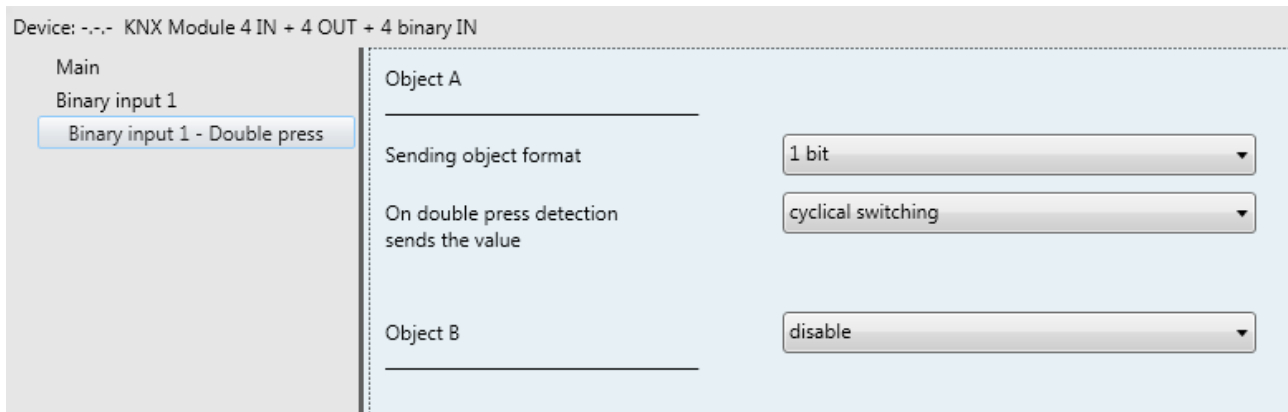 Device: -.-.- KNX Module 4 IN + 4 OUT + 4 binary IN
Main
Binary input 1
Binary input 1 - Double press
Object A
Sending object format
1 bit
On double press detection
sends the value
cyclical switching
Object B
disable